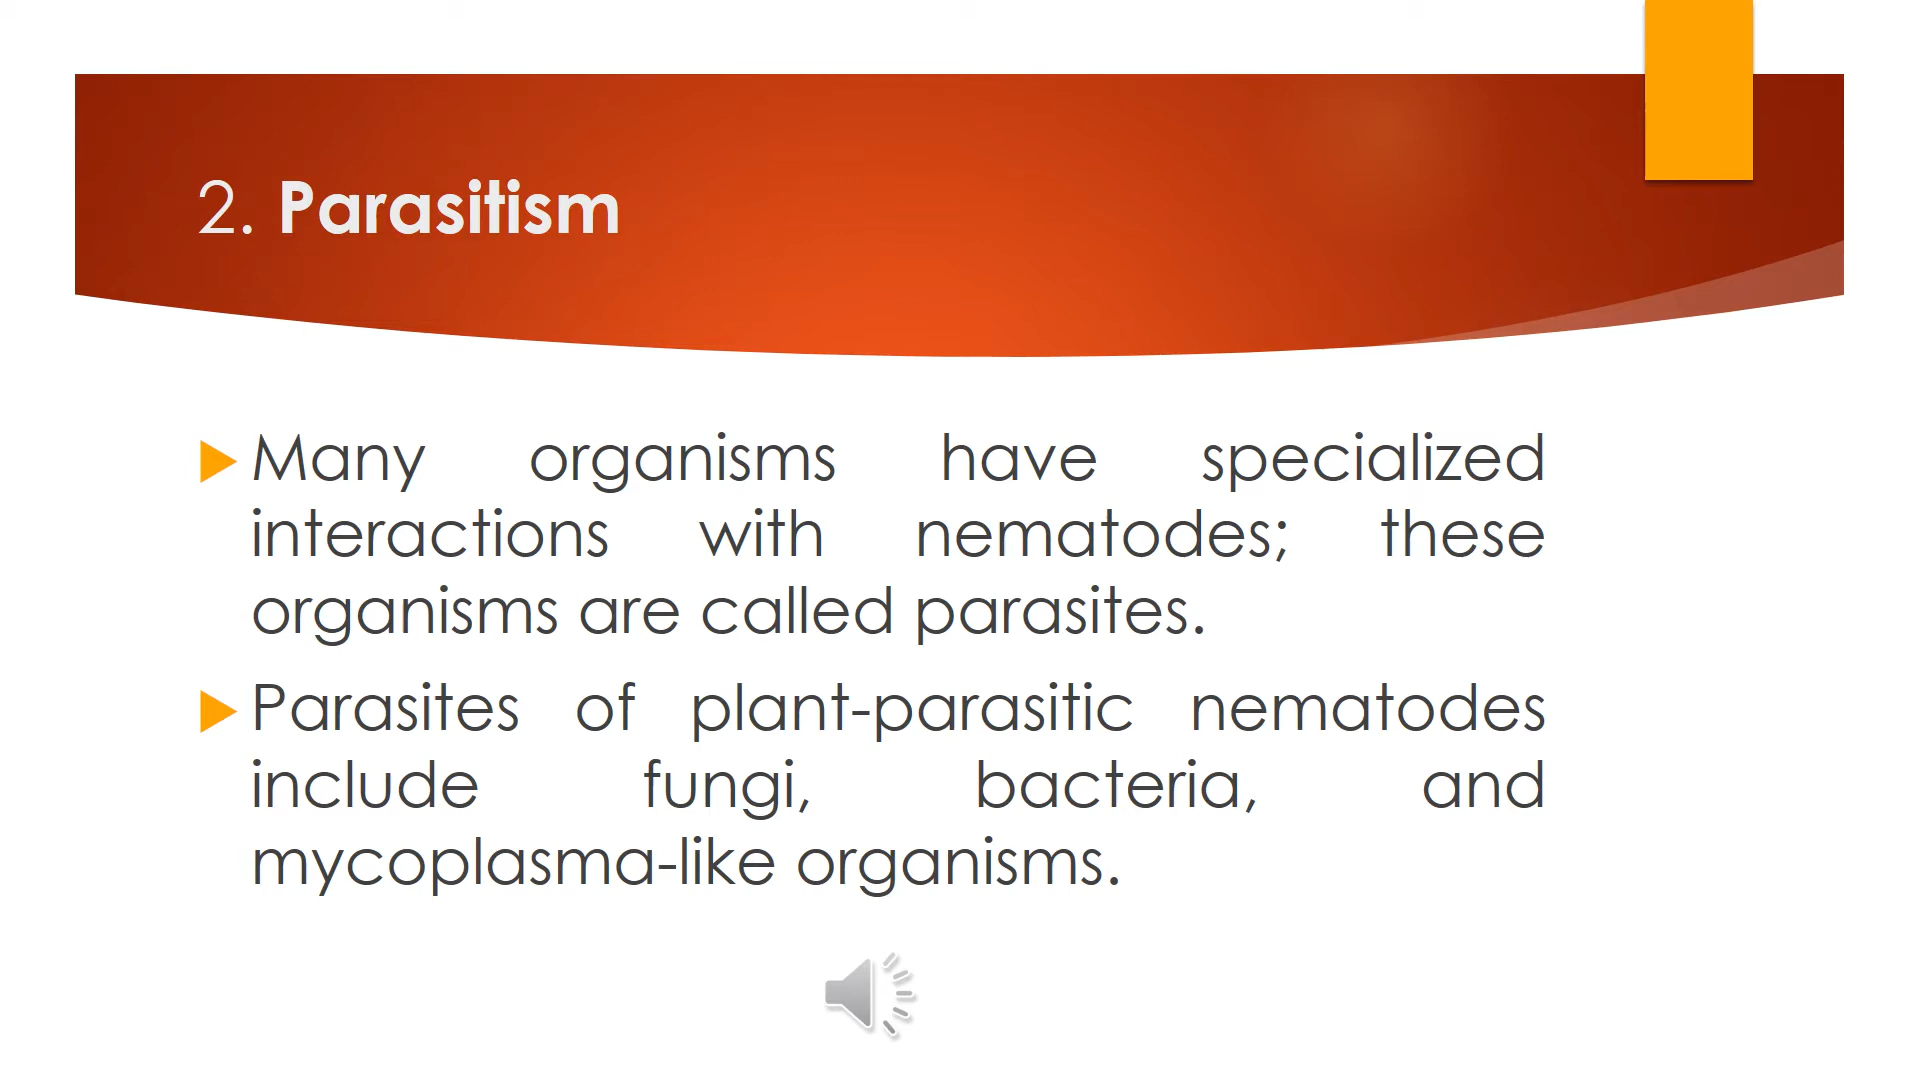 2. Parasitism
Many organisms have specialized
interactions with nematodes; these
organisms are called parasites.
Parasites of plant-parasitic nematodes
include fungi, bacteria, and
mycoplasma-like organisms.